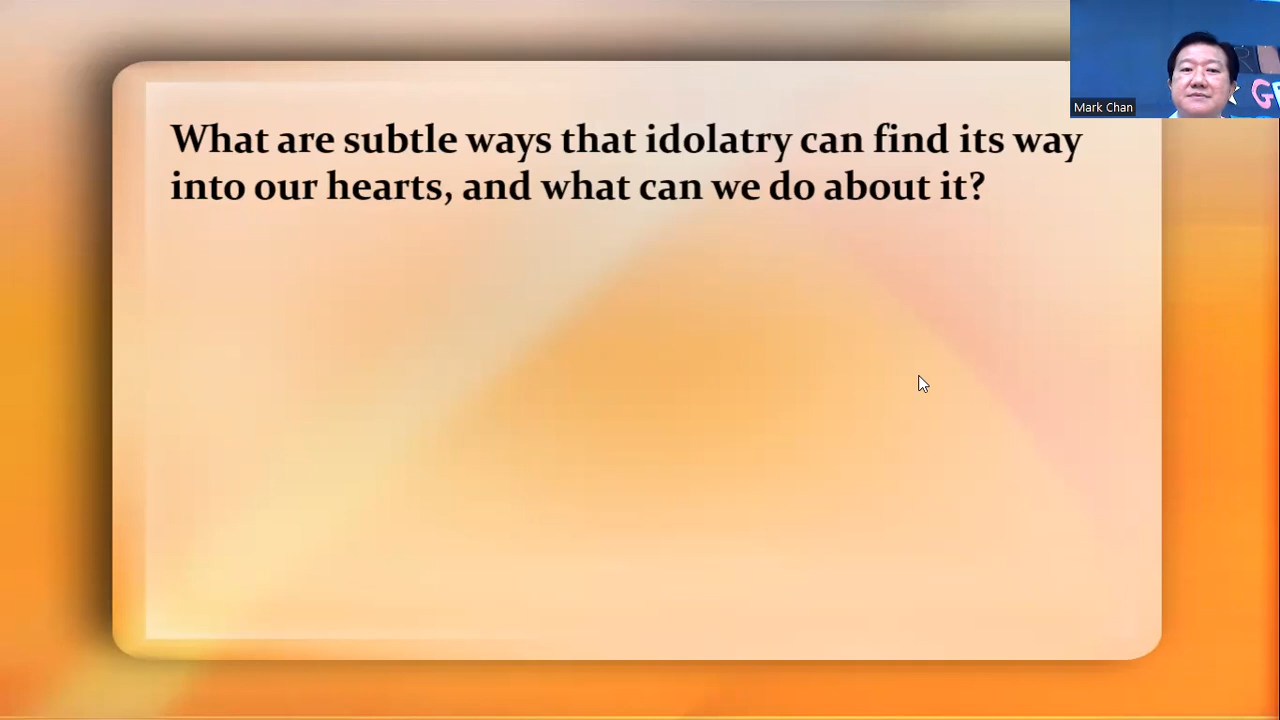 What are subtle ways that idolatry can find its way
into our hearts, and what can we do about it?
Mark Chan